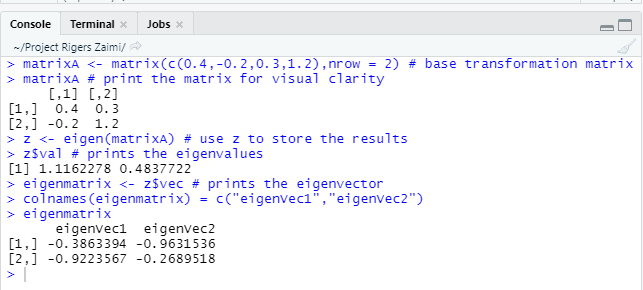 Console Terminal × Jobs ×
~/Project Rigers Zaimi/
> matrixA <- matrix(c(0.4,-0.2,0.3,1.2),nrow = 2) # base transformation matrix
> matrixA # print the matrix for visual clarity
     [,1] [,2]
[1,]  0.4  0.3
[2,] -0.2  1.2
> z <- eigen(matrixA) # use z to store the results
> z$val # prints the eigenvalues
[1] 1.1162278 0.4837722
> eigenmatrix <- z$vec # prints the eigenvector
> colnames(eigenmatrix) = c("eigenVec1","eigenVec2")
> eigenmatrix
      eigenVec1  eigenVec2
[1,] -0.3863394 -0.9631536
[2,] -0.9223567 -0.2689518
>